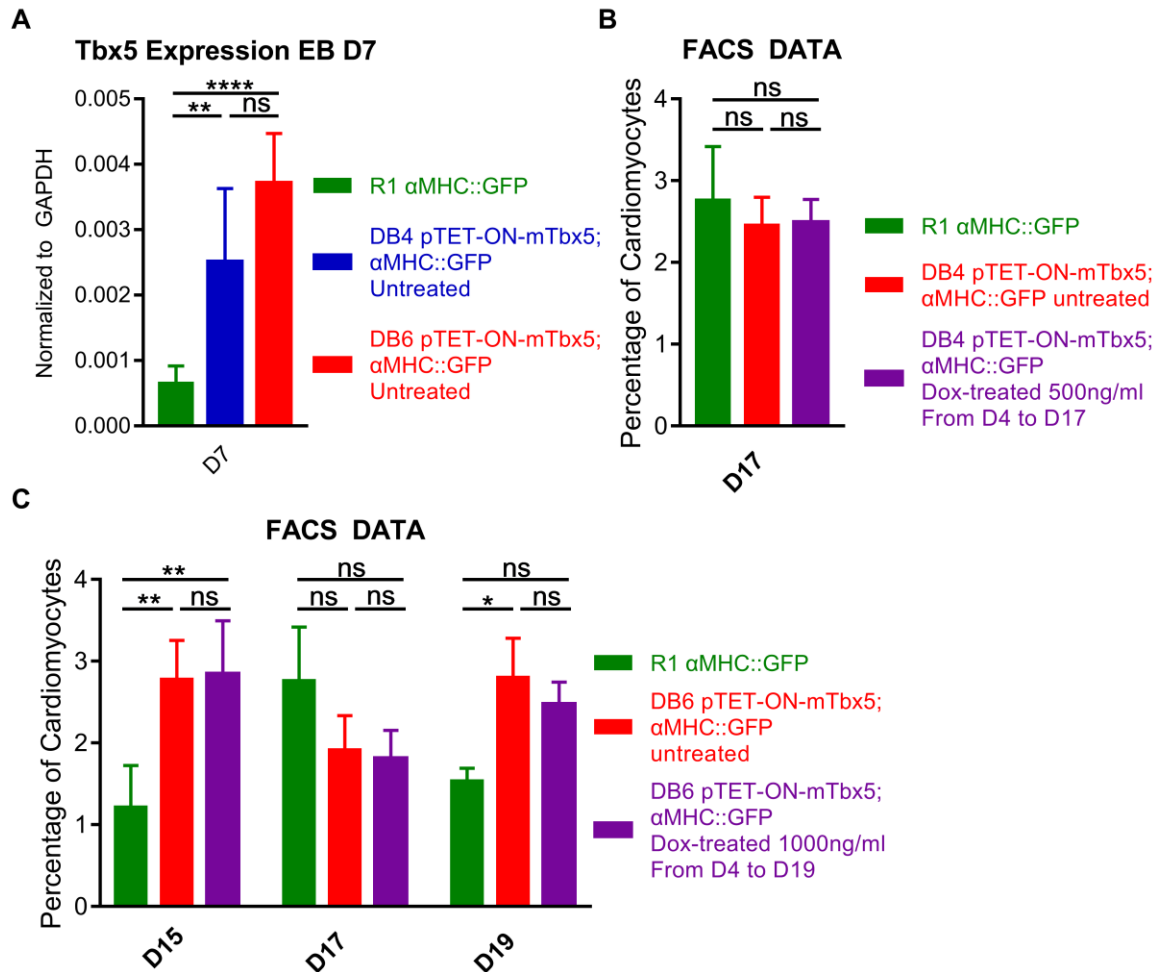 A
Tbx5 Expression EB D7
****
**
ns
0.005
0.004
0.003
0.002
0.001
0.000
Normalized to GAPDH
D7
R1 αMHC::GFP
DB4 pTET-ON-mTbx5;
αMHC::GFP
Untreated
DB6 pTET-ON-mTbx5;
αMHC::GFP
Untreated
B
FACS DATA
ns
ns
ns
4
3
2
1
0
Percentage of Cardiomyocytes
D17
R1 αMHC::GFP
DB4 pTET-ON-mTbx5;
αMHC::GFP untreated
DB4 pTET-ON-mTbx5;
αMHC::GFP
Dox-treated 500ng/ml
From D4 to D17
C
FACS DATA
**
**
ns
ns
ns
ns
ns
*
ns
4
3
2
1
0
Percentage of Cardiomyocytes
D15
D17
D19
R1 αMHC::GFP
DB6 pTET-ON-mTbx5;
αMHC::GFP
untreated
DB6 pTET-ON-mTbx5;
αMHC::GFP
Dox-treated 1000ng/ml
From D4 to D19